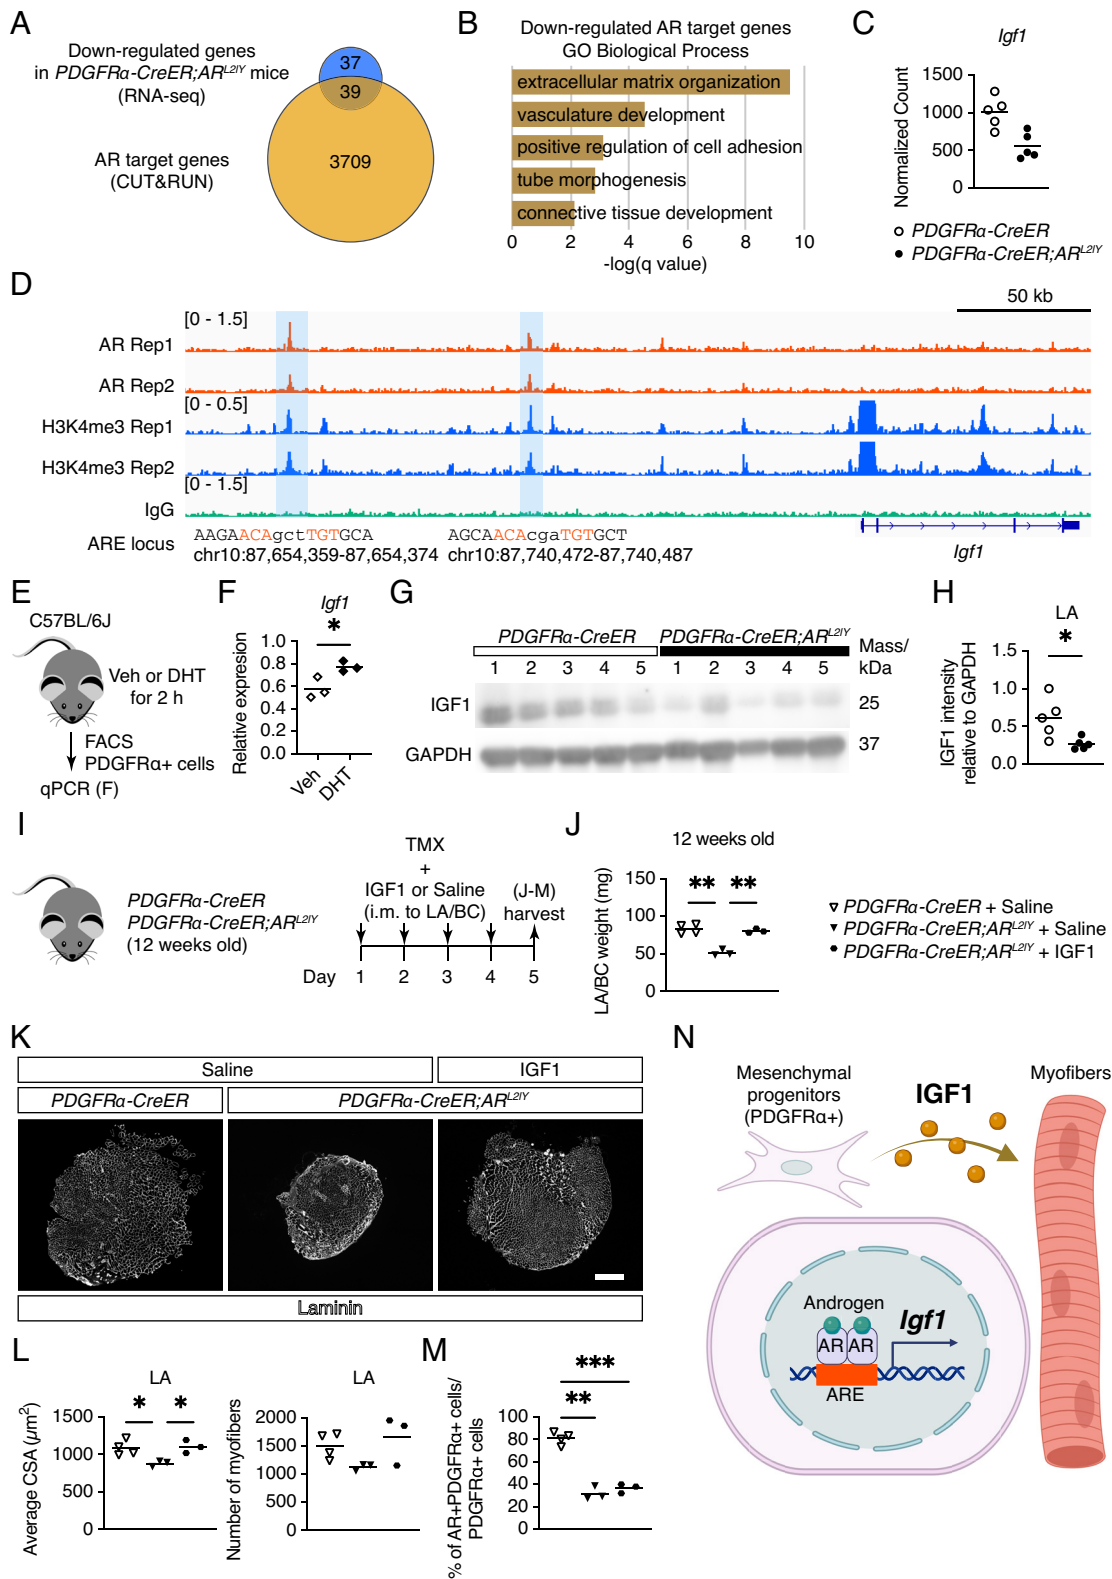 A
Down-regulated genes
in PDGFRα-CreER;AR^L2/Y mice
(RNA-seq)
37
39
AR target genes
(CUT&RUN)
3709
B
Down-regulated AR target genes
GO Biological Process
extracellular matrix organization
vasculature development
positive regulation of cell adhesion
tube morphogenesis
connective tissue development
0 2 4 6 8 10
-log(q value)
C
Igf1
Normalized Count
1500
1000
500
0
PDGFRα-CreER
PDGFRα-CreER;AR^L2/Y
D
50 kb
[0 - 1.5]
AR Rep1
AR Rep2
[0 - 0.5]
H3K4me3 Rep1
H3K4me3 Rep2
[0 - 1.5]
IgG
ARE locus
AAGAACAgctTGTGCA
chr10:87,654,359-87,654,374
AGCAACAcgaTGTGCT
chr10:87,740,472-87,740,487
Igf1
E
C57BL/6J
Veh or DHT
for 2 h
FACS
PDGFRα+ cells
qPCR (F)
F
Igf1
*
Relative expression
1.0
0.8
0.6
0.4
0.2
0.0
Veh
DHT
G
PDGFRα-CreER
PDGFRα-CreER;AR^L2/Y
Mass/
kDa
1 2 3 4 5 1 2 3 4 5
IGF1
25
GAPDH
37
H
LA
*
IGF1 intensity
relative to GAPDH
1.5
1.0
0.5
0.0
I
PDGFRα-CreER
PDGFRα-CreER;AR^L2/Y
(12 weeks old)
TMX
+
IGF1 or Saline
(i.m. to LA/BC)
(J-M)
harvest
Day 1 2 3 4 5
J
12 weeks old
** **
LA/BC weight (mg)
150
100
50
0
PDGFRα-CreER + Saline
PDGFRα-CreER;AR^L2/Y + Saline
PDGFRα-CreER;AR^L2/Y + IGF1
K
Saline
IGF1
PDGFRα-CreER
PDGFRα-CreER;AR^L2/Y
Laminin
L
LA
* *
Average CSA (μm²)
1500
1000
500
0
LA
Number of myofibers
2000
1500
1000
500
0
M
***
**
% of AR+PDGFRα+ cells/
PDGFRα+ cells
100
80
60
40
20
0
N
Mesenchymal
progenitors
(PDGFRα+)
IGF1
Myofibers
Androgen
AR AR
Igf1
ARE